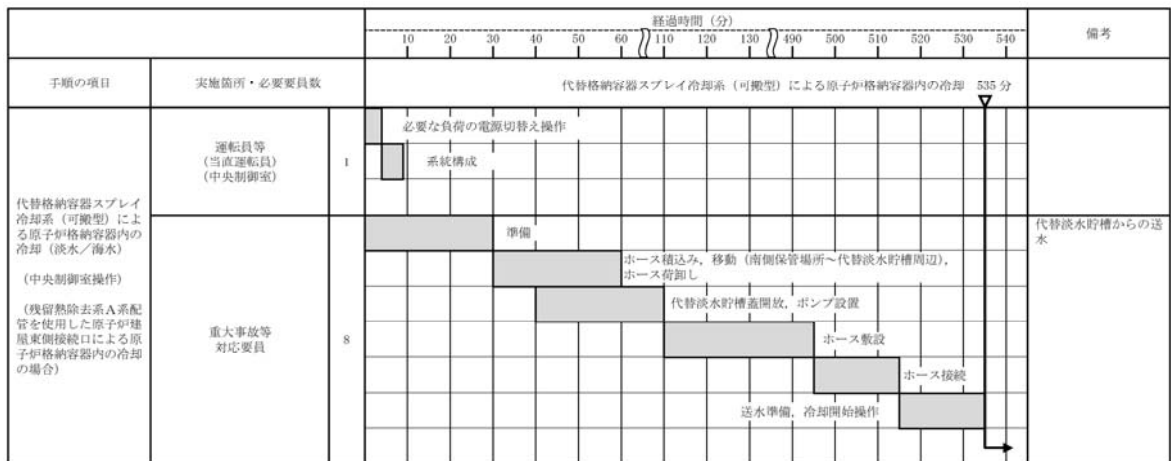 経過時間（分）
備考
10 20 30 40 50 60 110 120 130 490 500 510 520 530 540
手順の項目
実施箇所・必要要員数
代替格納容器スプレイ冷却系（可搬型）による原子炉格納容器内の冷却 535分
代替格納容器スプレイ
冷却系（可搬型）によ
る原子炉格納容器内の
冷却（淡水／海水）
（中央制御室操作）
（残留熱除去系A系配
管を使用した原子炉建
屋東側接続口による原
子炉格納容器内の冷却
の場合）
運転員等
（当直運転員）
（中央制御室）
1
必要な負荷の電源切替え操作
系統構成
重大事故等
対応要員
8
準備
ホース積込み，移動（南側保管場所～代替淡水貯槽周辺），
ホース荷卸し
代替淡水貯槽蓋開放，ポンプ設置
ホース敷設
ホース接続
送水準備，冷却開始操作
代替淡水貯槽からの送
水